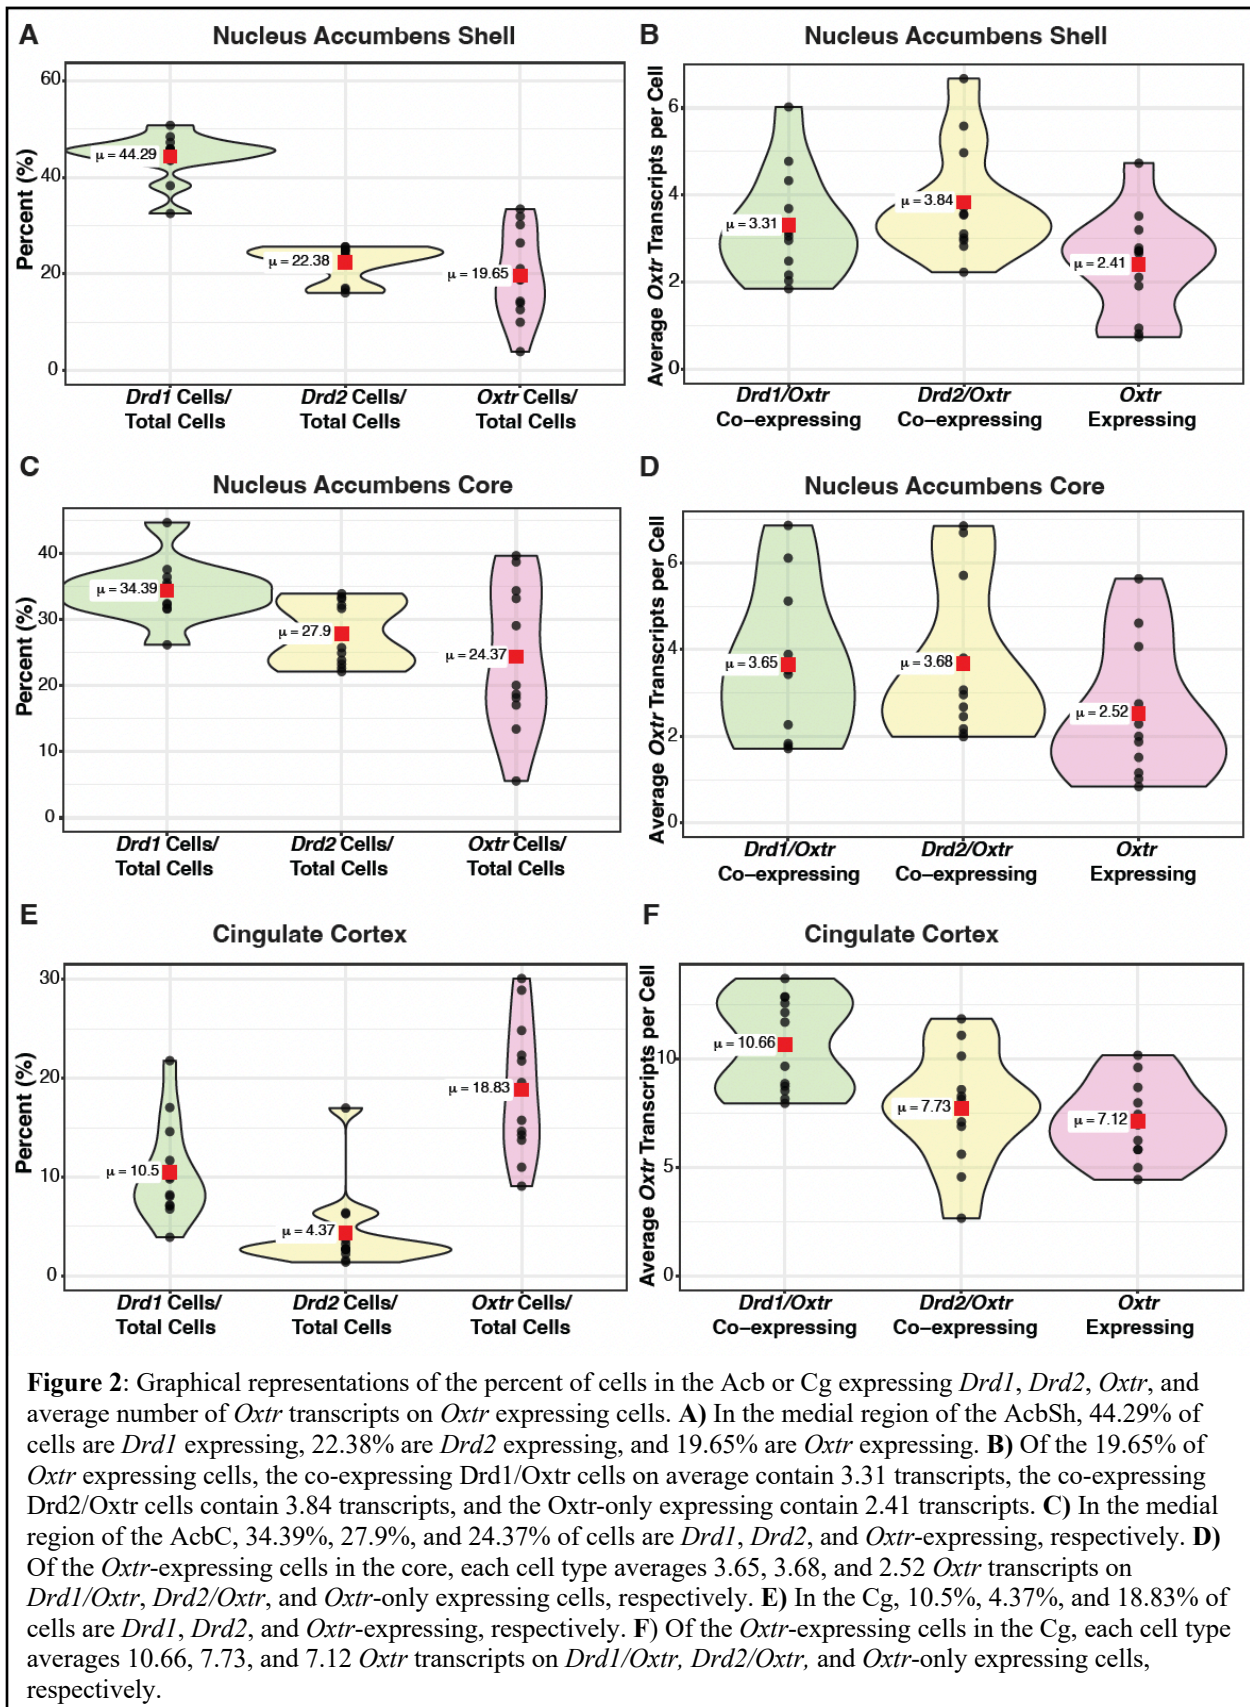 A
Nucleus Accumbens Shell
Percent (%)
60
40
20
0
μ = 44.29
μ = 22.38
μ = 19.65
Drd1 Cells/
Total Cells
Drd2 Cells/
Total Cells
Oxtr Cells/
Total Cells
B
Nucleus Accumbens Shell
Average Oxtr Transcripts per Cell
6
4
2
0
μ = 3.31
μ = 3.84
μ = 2.41
Drd1/Oxtr
Co–expressing
Drd2/Oxtr
Co–expressing
Oxtr
Expressing
C
Nucleus Accumbens Core
Percent (%)
40
30
20
10
0
μ = 34.39
μ = 27.9
μ = 24.37
Drd1 Cells/
Total Cells
Drd2 Cells/
Total Cells
Oxtr Cells/
Total Cells
D
Nucleus Accumbens Core
Average Oxtr Transcripts per Cell
6
4
2
0
μ = 3.65
μ = 3.68
μ = 2.52
Drd1/Oxtr
Co–expressing
Drd2/Oxtr
Co–expressing
Oxtr
Expressing
E
Cingulate Cortex
Percent (%)
30
20
10
0
μ = 10.5
μ = 4.37
μ = 18.83
Drd1 Cells/
Total Cells
Drd2 Cells/
Total Cells
Oxtr Cells/
Total Cells
F
Cingulate Cortex
Average Oxtr Transcripts per Cell
10
5
0
μ = 10.66
μ = 7.73
μ = 7.12
Drd1/Oxtr
Co–expressing
Drd2/Oxtr
Co–expressing
Oxtr
Expressing
Figure 2: Graphical representations of the percent of cells in the Acb or Cg expressing Drd1, Drd2, Oxtr, and
average number of Oxtr transcripts on Oxtr expressing cells. A) In the medial region of the AcbSh, 44.29% of
cells are Drd1 expressing, 22.38% are Drd2 expressing, and 19.65% are Oxtr expressing. B) Of the 19.65% of
Oxtr expressing cells, the co-expressing Drd1/Oxtr cells on average contain 3.31 transcripts, the co-expressing
Drd2/Oxtr cells contain 3.84 transcripts, and the Oxtr-only expressing contain 2.41 transcripts. C) In the medial
region of the AcbC, 34.39%, 27.9%, and 24.37% of cells are Drd1, Drd2, and Oxtr-expressing, respectively. D)
Of the Oxtr-expressing cells in the core, each cell type averages 3.65, 3.68, and 2.52 Oxtr transcripts on
Drd1/Oxtr, Drd2/Oxtr, and Oxtr-only expressing cells, respectively. E) In the Cg, 10.5%, 4.37%, and 18.83% of
cells are Drd1, Drd2, and Oxtr-expressing, respectively. F) Of the Oxtr-expressing cells in the Cg, each cell type
averages 10.66, 7.73, and 7.12 Oxtr transcripts on Drd1/Oxtr, Drd2/Oxtr, and Oxtr-only expressing cells,
respectively.